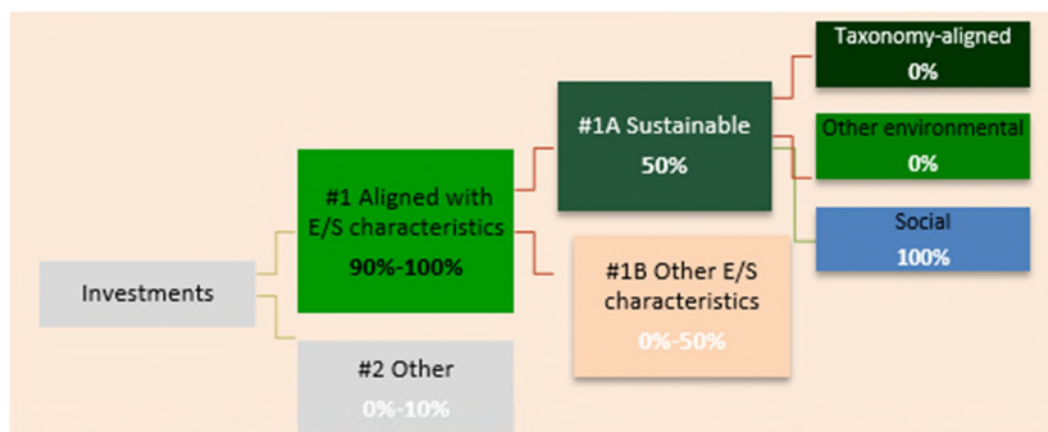 Taxonomy-aligned
0%
#1A Sustainable
50%
Other environmental
0%
#1 Aligned with
E/S characteristics
90%-100%
Social
100%
#1B Other E/S
characteristics
0%-50%
Investments
#2 Other
0%-10%